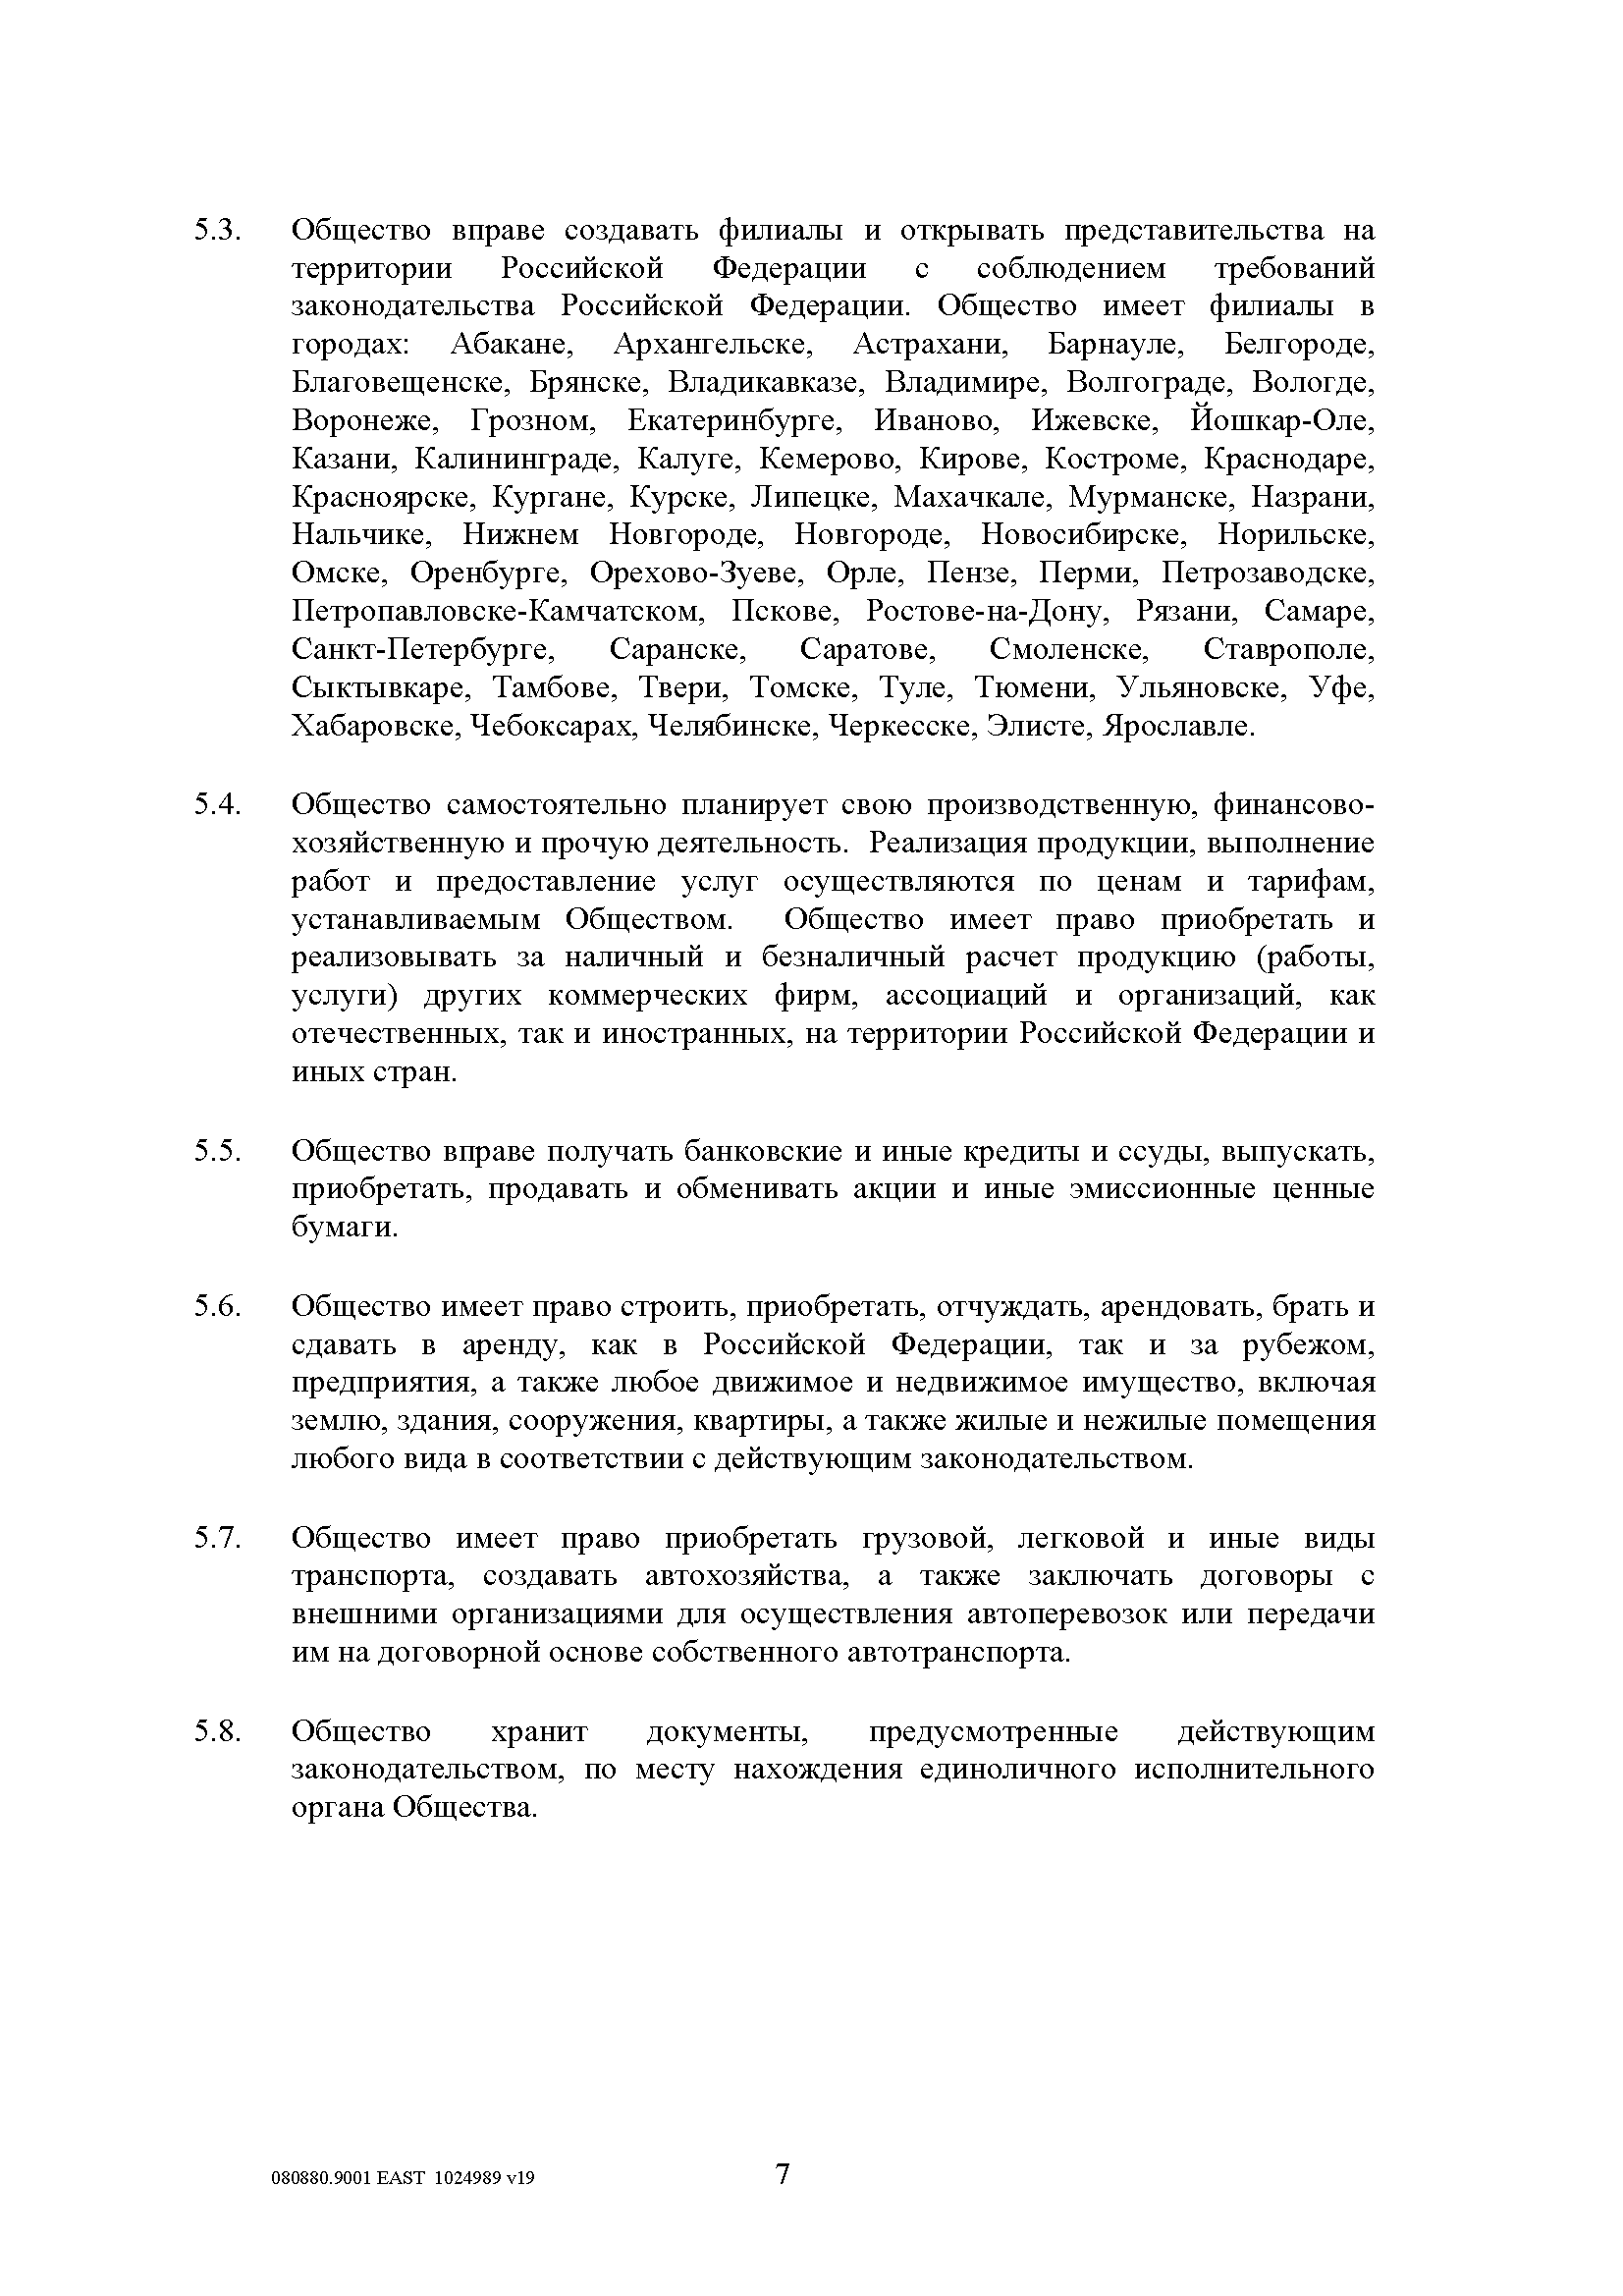 5.3. Общество вправе создавать филиалы и открывать представительства на
территории Российской Федерации с соблюдением требований
законодательства Российской Федерации. Общество имеет филиалы в
городах: Абакане, Архангельске, Астрахани, Барнауле, Белгороде,
Благовещенске, Брянске, Владикавказе, Владимире, Волгограде, Вологде,
Воронеже, Грозном, Екатеринбурге, Иваново, Ижевске, Йошкар-Оле,
Казани, Калининграде, Калуге, Кемерово, Кирове, Костроме, Краснодаре,
Красноярске, Кургане, Курске, Липецке, Махачкале, Мурманске, Назрани,
Нальчике, Нижнем Новгороде, Новгороде, Новосибирске, Норильске,
Омске, Оренбурге, Орехово-Зуеве, Орле, Пензе, Перми, Петрозаводске,
Петропавловске-Камчатском, Пскове, Ростове-на-Дону, Рязани, Самаре,
Санкт-Петербурге, Саранске, Саратове, Смоленске, Ставрополе,
Сыктывкаре, Тамбове, Твери, Томске, Туле, Тюмени, Ульяновске, Уфе,
Хабаровске, Чебоксарах, Челябинске, Черкесске, Элисте, Ярославле.
5.4. Общество самостоятельно планирует свою производственную, финансово-
хозяйственную и прочую деятельность. Реализация продукции, выполнение
работ и предоставление услуг осуществляются по ценам и тарифам,
устанавливаемым Обществом. Общество имеет право приобретать и
реализовывать за наличный и безналичный расчет продукцию (работы,
услуги) других коммерческих фирм, ассоциаций и организаций, как
отечественных, так и иностранных, на территории Российской Федерации и
иных стран.
5.5. Общество вправе получать банковские и иные кредиты и ссуды, выпускать,
приобретать, продавать и обменивать акции и иные эмиссионные ценные
бумаги.
5.6. Общество имеет право строить, приобретать, отчуждать, арендовать, брать и
сдавать в аренду, как в Российской Федерации, так и за рубежом,
предприятия, а также любое движимое и недвижимое имущество, включая
землю, здания, сооружения, квартиры, а также жилые и нежилые помещения
любого вида в соответствии с действующим законодательством.
5.7. Общество имеет право приобретать грузовой, легковой и иные виды
транспорта, создавать автохозяйства, а также заключать договоры с
внешними организациями для осуществления автоперевозок или передачи
им на договорной основе собственного автотранспорта.
5.8. Общество хранит документы, предусмотренные действующим
законодательством, по месту нахождения единоличного исполнительного
органа Общества.
080880.9001 EAST 1024989 v19 7